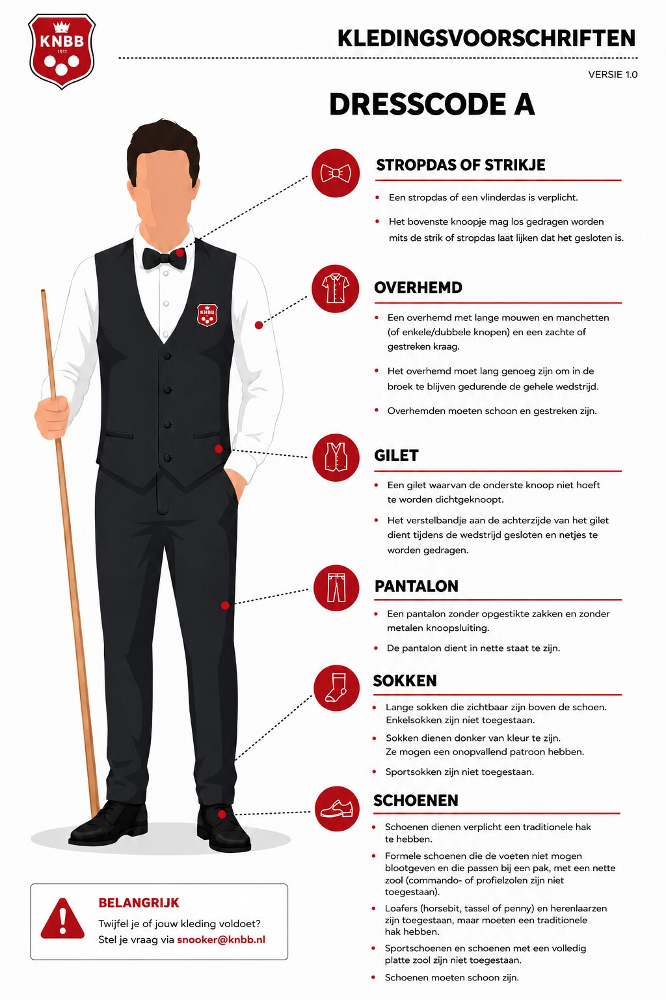 KNBB
1911
KLEDINGSVOORSCHRIFTEN
VERSIE 1.0
DRESSCODE A
STROPDAS OF STRIKJE
• Een stropdas of een vlinderdas is verplicht.
• Het bovenste knoopje mag los gedragen worden
mits de strik of stropdas laat lijken dat het gesloten is.
OVERHEMD
• Een overhemd met lange mouwen en manchetten
(of enkele/dubbele knopen) en een zachte of
gestreken kraag.
• Het overhemd moet lang genoeg zijn om in de
broek te blijven gedurende de gehele wedstrijd.
• Overhemden moeten schoon en gestreken zijn.
KNBB
GILET
• Een gilet waarvan de onderste knoop niet hoeft
te worden dichtgeknoopt.
• Het verstelbandje aan de achterzijde van het gilet
dient tijdens de wedstrijd gesloten en netjes te
worden gedragen.
PANTALON
• Een pantalon zonder opgestikte zakken en zonder
metalen knoopsluiting.
• De pantalon dient in nette staat te zijn.
SOKKEN
• Lange sokken die zichtbaar zijn boven de schoen.
Enkelsokken zijn niet toegestaan.
• Sokken dienen donker van kleur te zijn.
Ze mogen een onopvallend patroon hebben.
• Sportsokken zijn niet toegestaan.
SCHOENEN
• Schoenen dienen verplicht een traditionele hak
te hebben.
• Formele schoenen die de voeten niet mogen
blootgeven en die passen bij een pak, met een nette
zool (commando- of profielzolen zijn niet
toegestaan).
• Loafers (horsebit, tassel of penny) en herenlaarzen
zijn toegestaan, maar moeten een traditionele
hak hebben.
• Sportschoenen en schoenen met een volledig
platte zool zijn niet toegestaan.
• Schoenen moeten schoon zijn.
BELANGRIJK
Twijfel je of jouw kleding voldoet?
Stel je vraag via snooker@knbb.nl